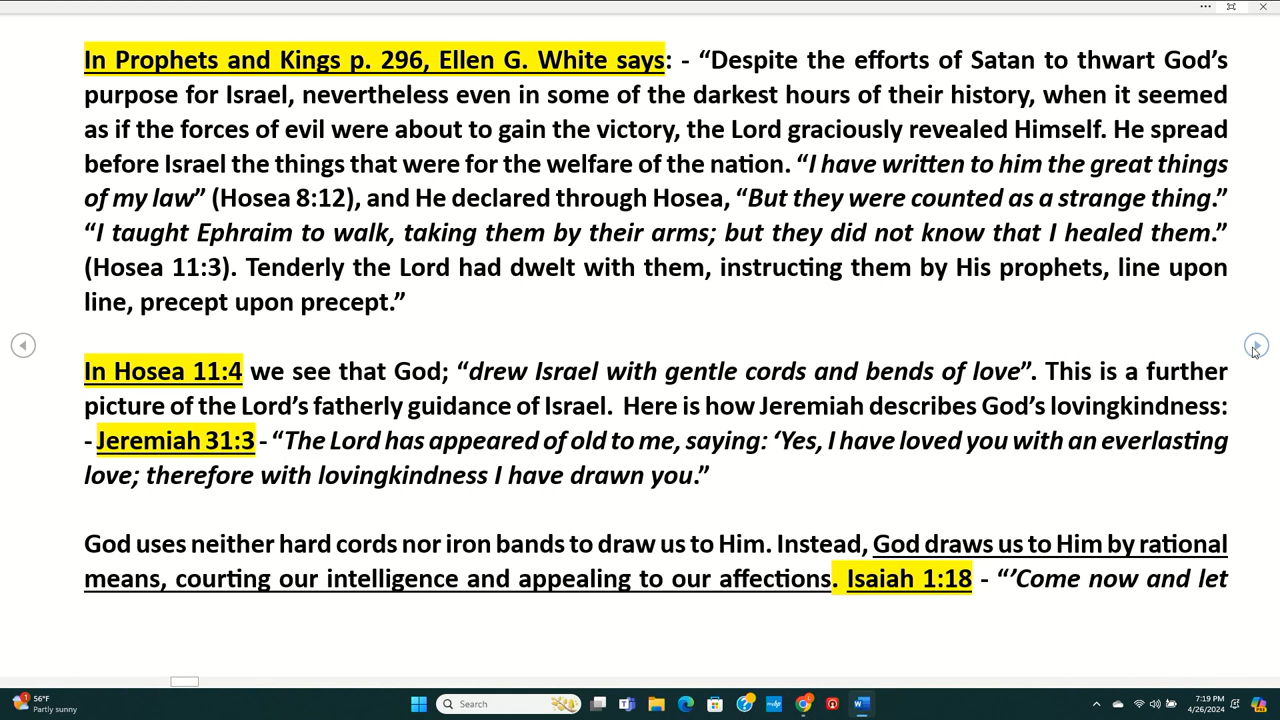 In Prophets and Kings p. 296, Ellen G. White says: - “Despite the efforts of Satan to thwart God’s
purpose for Israel, nevertheless even in some of the darkest hours of their history, when it seemed
as if the forces of evil were about to gain the victory, the Lord graciously revealed Himself. He spread
before Israel the things that were for the welfare of the nation. “I have written to him the great things
of my law” (Hosea 8:12), and He declared through Hosea, “But they were counted as a strange thing.”
“I taught Ephraim to walk, taking them by their arms; but they did not know that I healed them.”
(Hosea 11:3). Tenderly the Lord had dwelt with them, instructing them by His prophets, line upon
line, precept upon precept.”
In Hosea 11:4 we see that God; “drew Israel with gentle cords and bends of love”. This is a further
picture of the Lord’s fatherly guidance of Israel. Here is how Jeremiah describes God’s lovingkindness:
- Jeremiah 31:3 - “The Lord has appeared of old to me, saying: ‘Yes, I have loved you with an everlasting
love; therefore with lovingkindness I have drawn you.”
God uses neither hard cords nor iron bands to draw us to Him. Instead, God draws us to Him by rational
means, courting our intelligence and appealing to our affections. Isaiah 1:18 - “’Come now and let
1
56°F
Partly sunny
Search
7:19 PM
4/26/2024